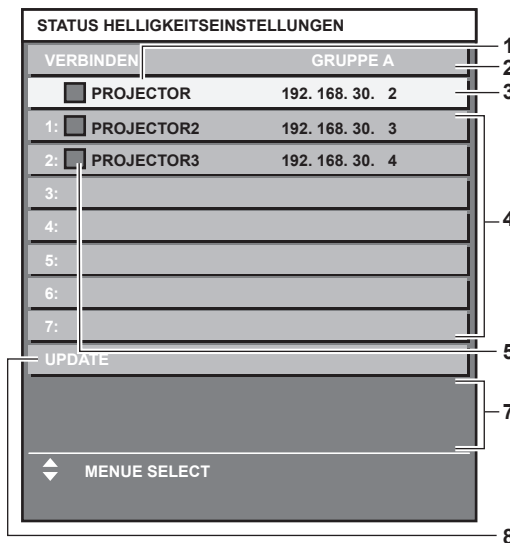 STATUS HELLIGKEITSEINSTELLUNGEN
1
VERBINDEN GRUPPE A
2
PROJECTOR 192. 168. 30. 2
3
1: PROJECTOR2 192. 168. 30. 3
2: PROJECTOR3 192. 168. 30. 4
3:
4:
4
5:
6:
7:
UPDATE
5
7
MENUE SELECT
8